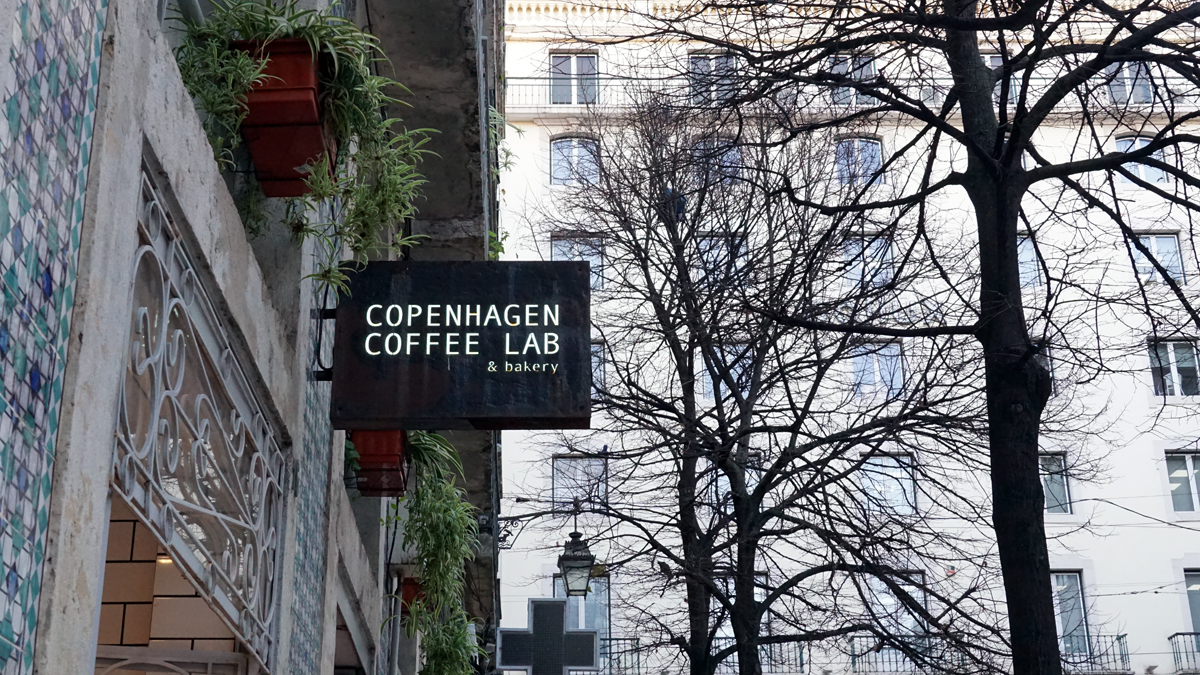 COPENHAGEN
COFFEE LAB
& bakery